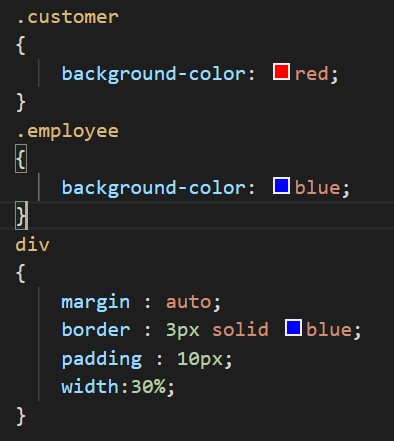 .customer
{
    background-color: red;
}
.employee
{
    background-color: blue;
}
div
{
    margin : auto;
    border : 3px solid blue;
    padding : 10px;
    width:30%;
}